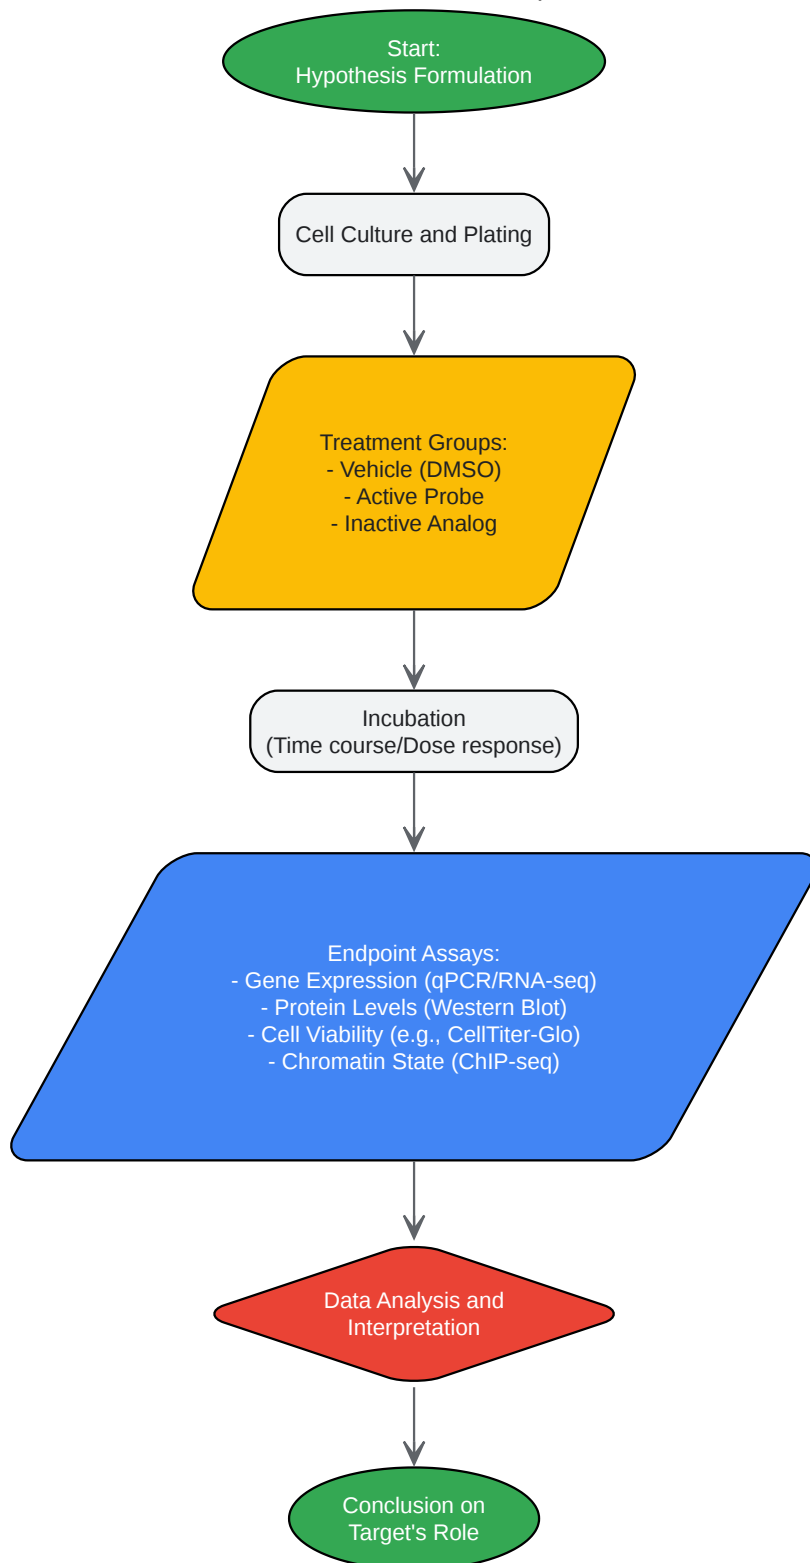 Start:
Hypothesis Formulation
Cell Culture and Plating
Treatment Groups:
- Vehicle (DMSO)
- Active Probe
- Inactive Analog
Incubation
(Time course/Dose response)
Endpoint Assays:
- Gene Expression (qPCR/RNA-seq)
- Protein Levels (Western Blot)
- Cell Viability (e.g., CellTiter-Glo)
- Chromatin State (ChIP-seq)
Data Analysis and
Interpretation
Conclusion on
Target's Role